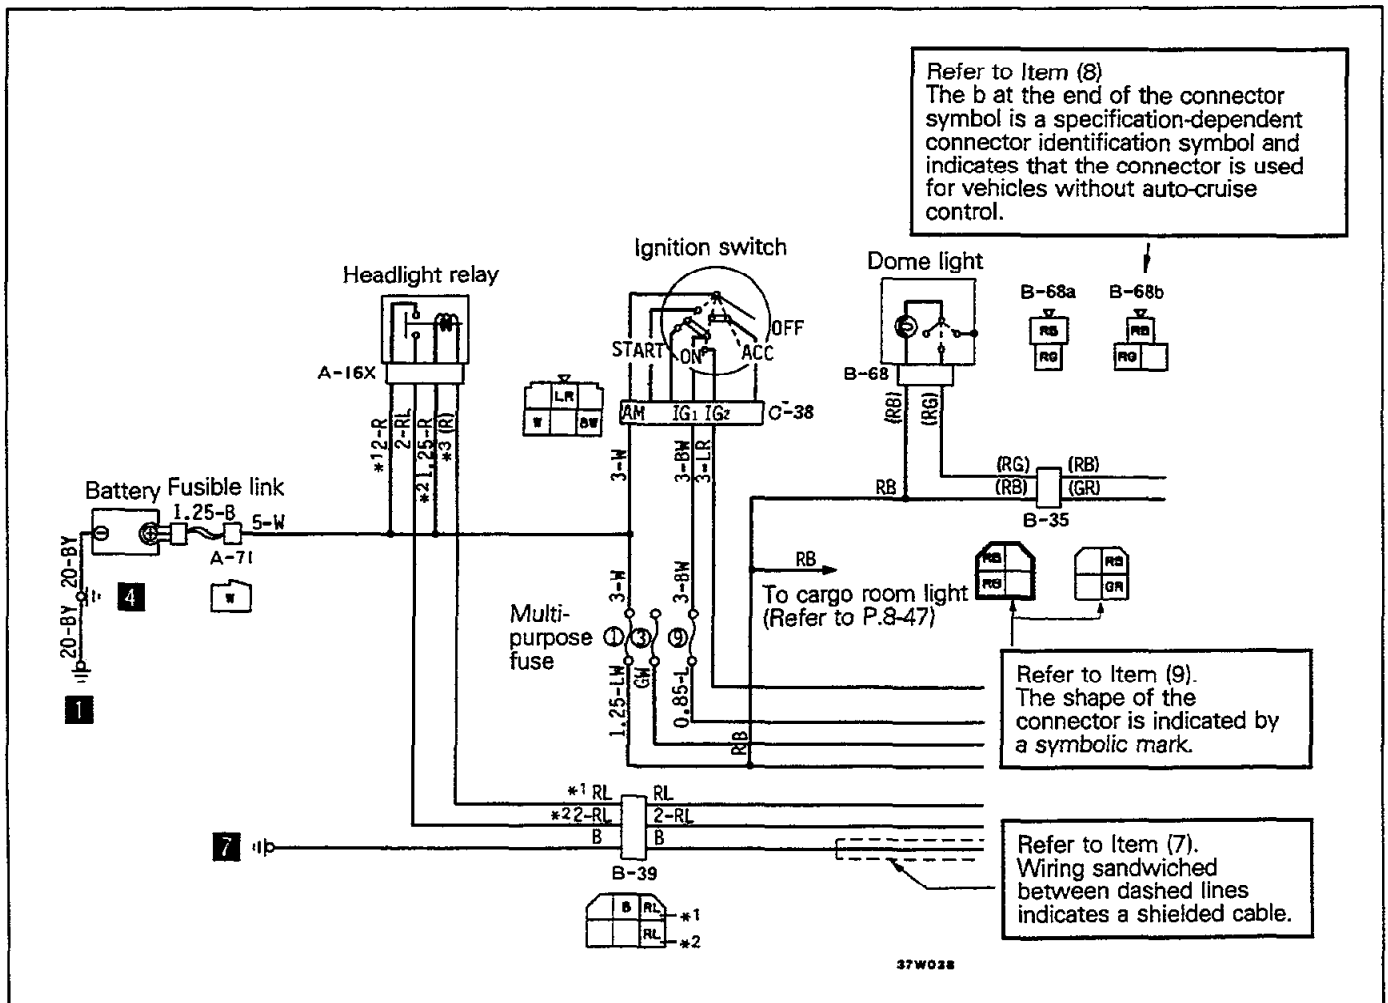 Refer to Item (8)
The b at the end of the connector
symbol is a specification-dependent
connector identification symbol and
indicates that the connector is used
for vehicles without auto-cruise
control.
Ignition switch
Headlight relay
Dome light
B-68a
B-68b
RB
RG
RB
RG
OFF
START
ON
ACC
A-16X
B-68
LR
W
BW
AM
IG1
IG2
C-38
*1 2-R
2-RL
*2 1.25-R
*3 (R)
3-W
3-BW
3-LR
(RB)
(RG)
(RG)
(RB)
RB
(RB)
(GR)
B-35
Battery
Fusible link
1.25-B
5-W
A-71
W
20-BY
4
20-BY
1
RB
To cargo room light
(Refer to P.8-47)
RB
RB
RB
GR
3-W
3-BW
Multi-
purpose
fuse
1
3
9
1.25-LW
GW
0.85-L
RB
Refer to Item (9).
The shape of the
connector is indicated by
a symbolic mark.
*1 RL
RL
*2 2-RL
2-RL
B
B
7
B-39
B
RL
*1
RL
*2
Refer to Item (7).
Wiring sandwiched
between dashed lines
indicates a shielded cable.
37W038